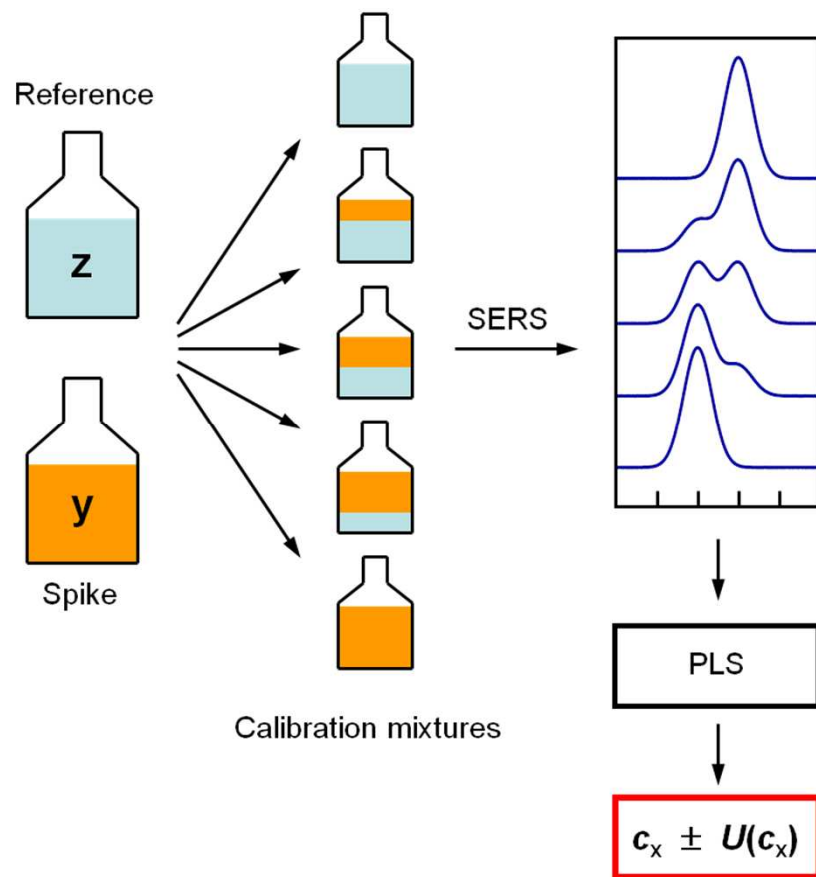 Reference
z
y
Spike
Calibration mixtures
SERS
PLS
cₓ ± U(cₓ)